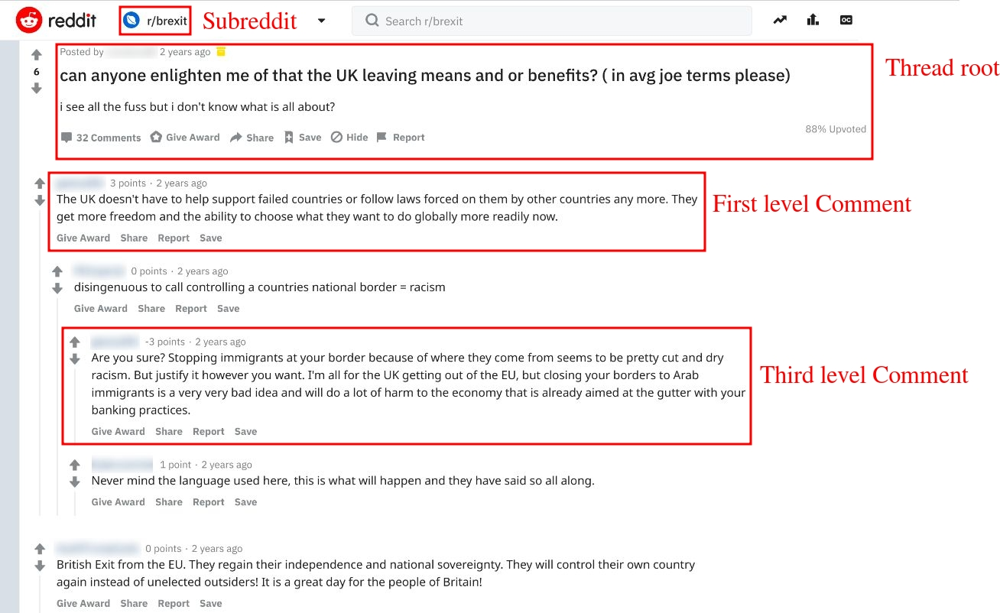 reddit r/brexit Subreddit Search r/brexit OC
Posted by 2 years ago
6
can anyone enlighten me of that the UK leaving means and or benefits? ( in avg joe terms please)
Thread root
i see all the fuss but i don't know what is all about?
88% Upvoted
32 Comments Give Award Share Save Hide Report
3 points · 2 years ago
The UK doesn't have to help support failed countries or follow laws forced on them by other countries any more. They
get more freedom and the ability to choose what they want to do globally more readily now.
First level Comment
Give Award Share Report Save
0 points · 2 years ago
disingenuous to call controlling a countries national border = racism
Give Award Share Report Save
-3 points · 2 years ago
Are you sure? Stopping immigrants at your border because of where they come from seems to be pretty cut and dry
racism. But justify it however you want. I'm all for the UK getting out of the EU, but closing your borders to Arab
immigrants is a very very bad idea and will do a lot of harm to the economy that is already aimed at the gutter with your
banking practices.
Third level Comment
Give Award Share Report Save
1 point · 2 years ago
Never mind the language used here, this is what will happen and they have said so all along.
Give Award Share Report Save
0 points · 2 years ago
British Exit from the EU. They regain their independence and national sovereignty. They will control their own country
again instead of unelected outsiders! It is a great day for the people of Britain!
Give Award Share Report Save